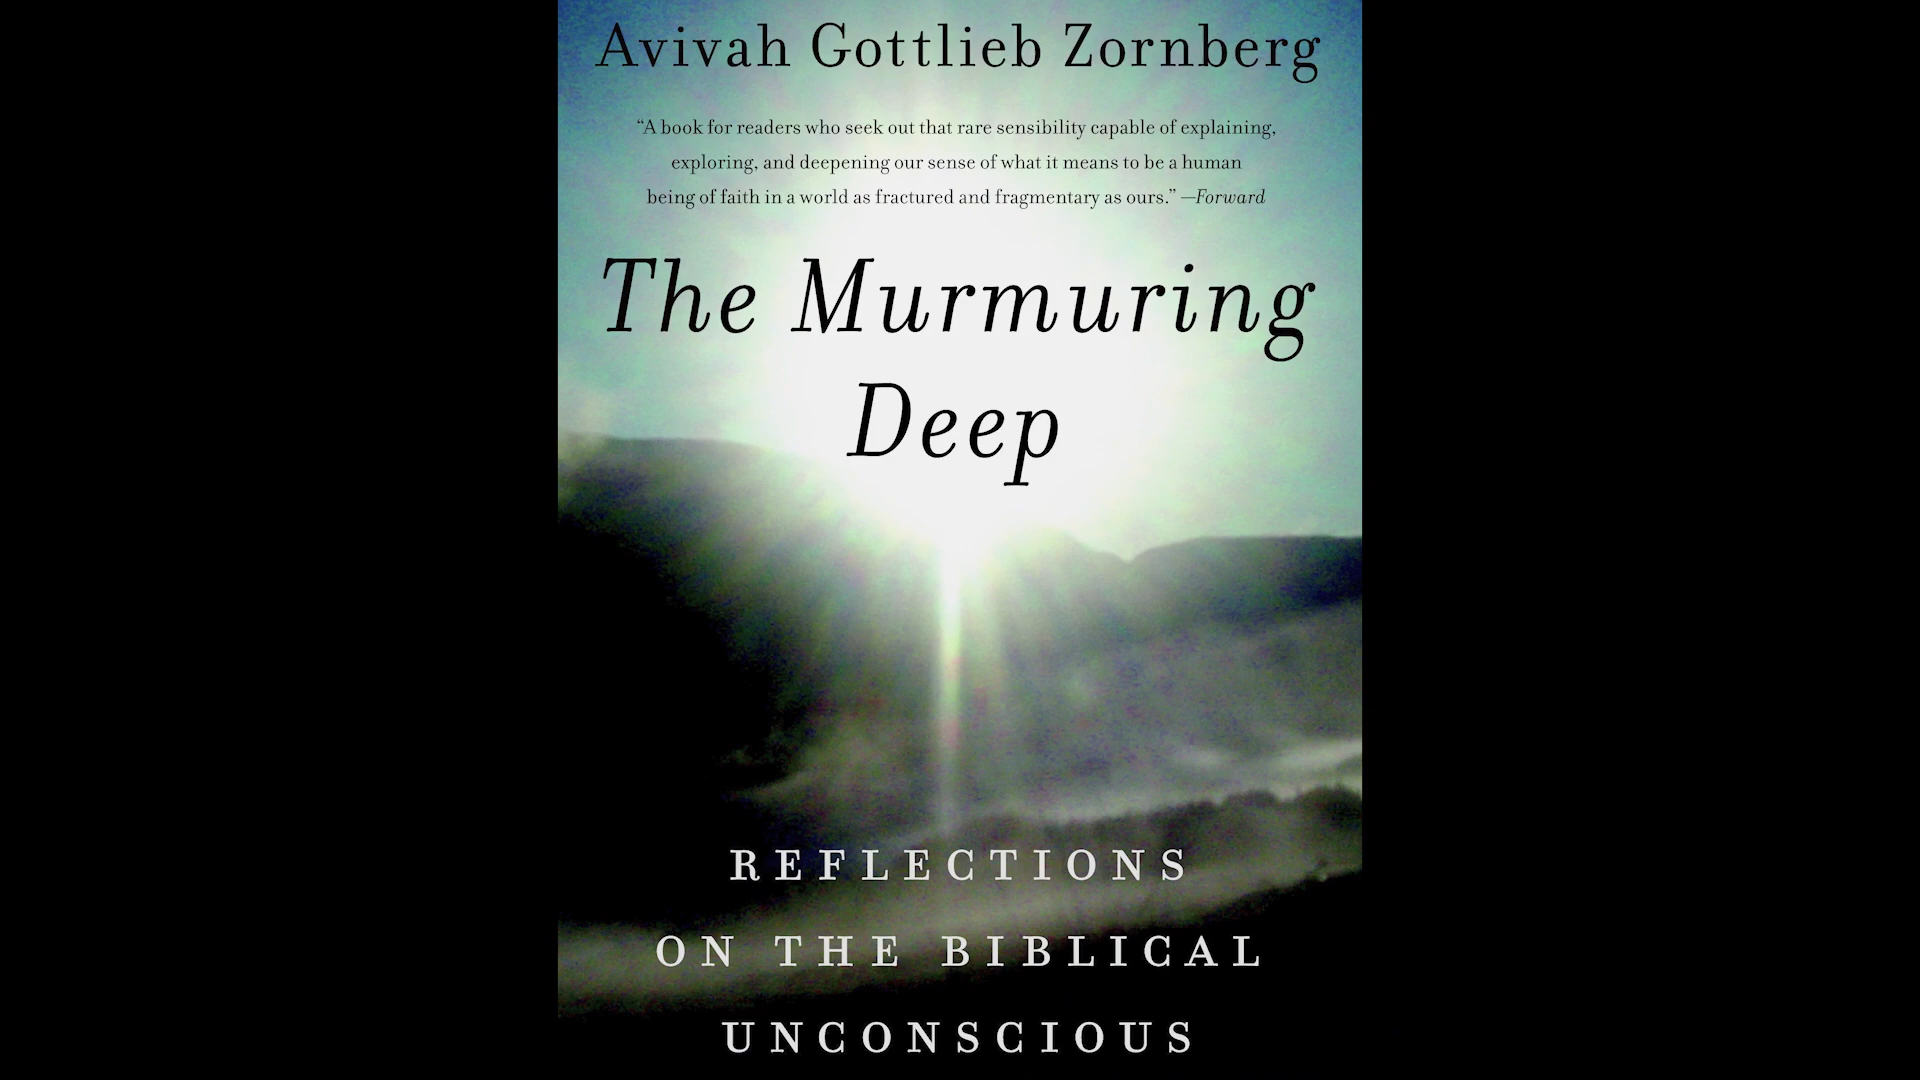 Avivah Gottlieb Zornberg
“A book for readers who seek out that rare sensibility capable of explaining,
exploring, and deepening our sense of what it means to be a human
being of faith in a world as fractured and fragmentary as ours.” —Forward
The Murmuring
Deep
REFLECTIONS
ON THE BIBLICAL
UNCONSCIOUS